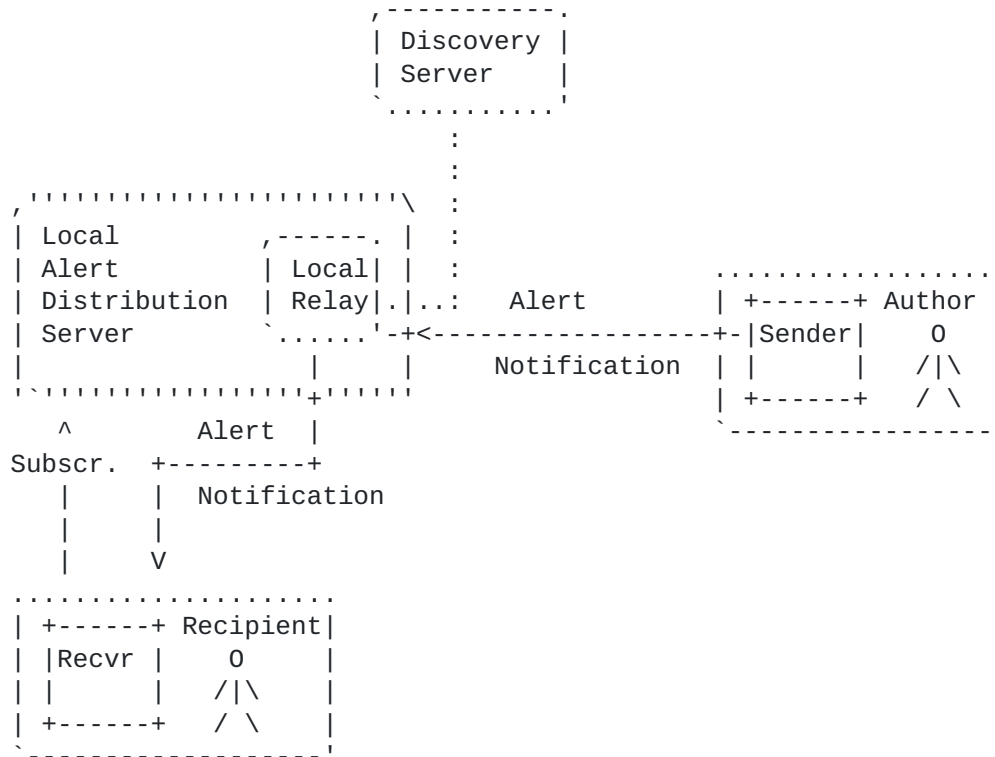 Discovery
Server
Local
Alert Local
Distribution Relay Alert Author
Server Sender O
Notification /|\
/ \
^ Alert
Subscr.
Notification
V
Recipient
Recvr O
/|\
/ \